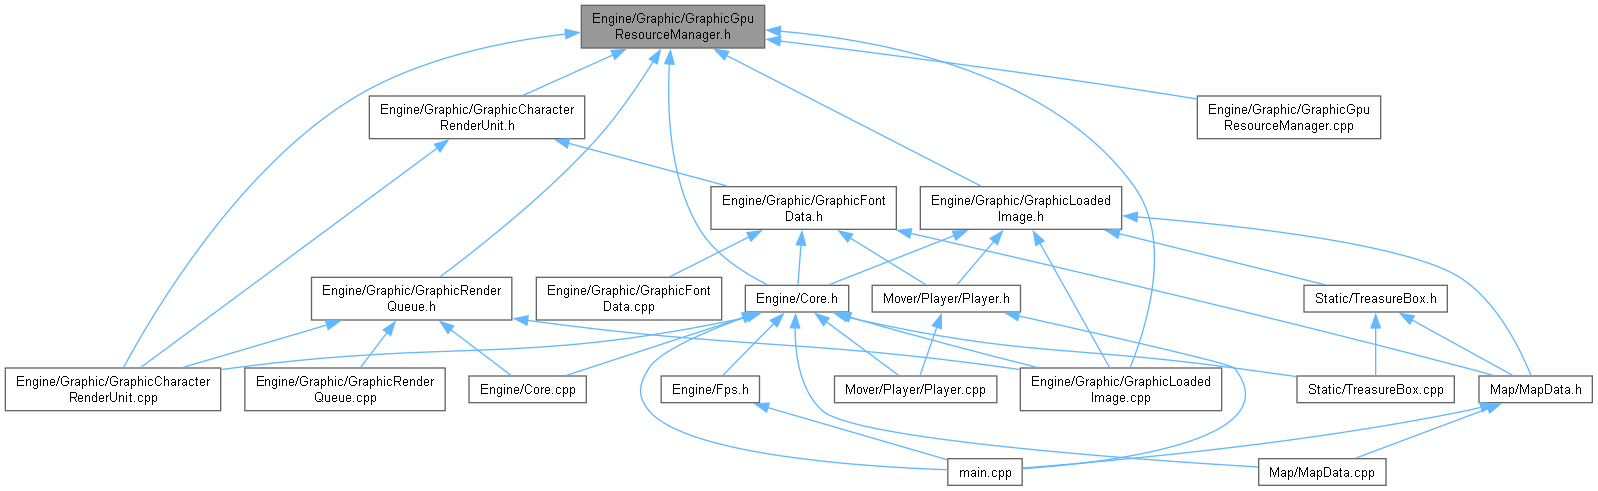 Engine/Graphic/GraphicGpu
ResourceManager.h
Engine/Graphic/GraphicCharacter
RenderUnit.h
Engine/Graphic/GraphicGpu
ResourceManager.cpp
Engine/Graphic/GraphicFont
Data.h
Engine/Graphic/GraphicLoaded
Image.h
Engine/Graphic/GraphicRender
Queue.h
Engine/Graphic/GraphicFont
Data.cpp
Engine/Core.h
Mover/Player/Player.h
Static/TreasureBox.h
Engine/Graphic/GraphicCharacter
RenderUnit.cpp
Engine/Graphic/GraphicRender
Queue.cpp
Engine/Core.cpp
Engine/Fps.h
Mover/Player/Player.cpp
Engine/Graphic/GraphicLoaded
Image.cpp
Static/TreasureBox.cpp
Map/MapData.h
main.cpp
Map/MapData.cpp